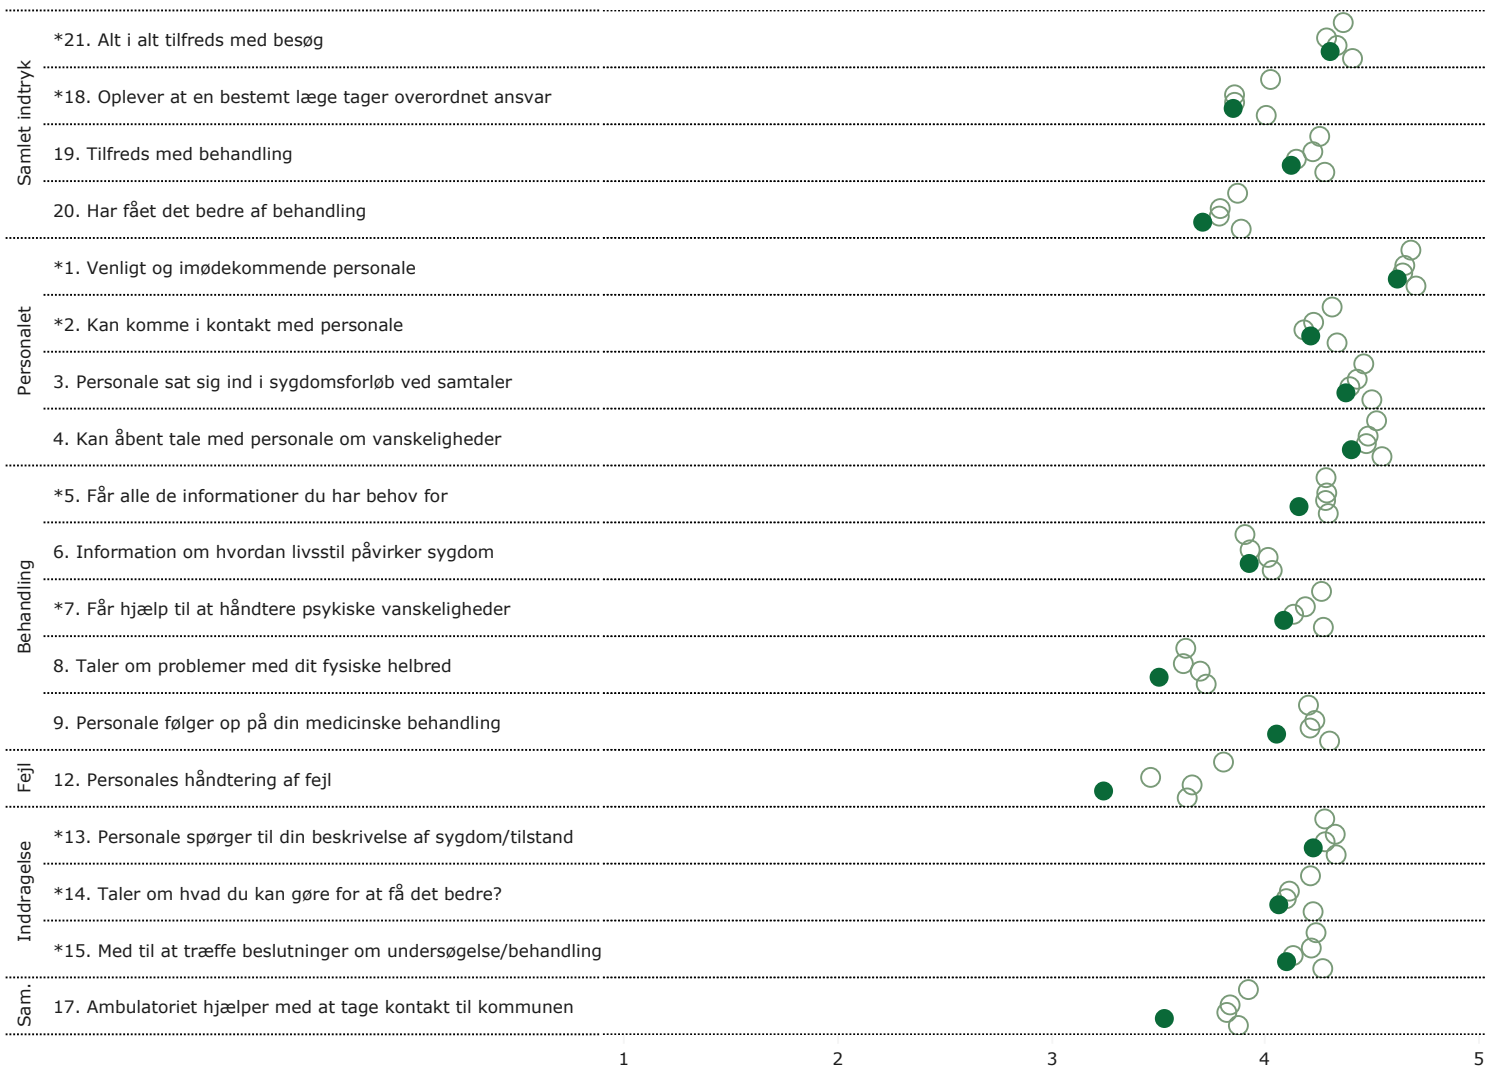 Samlet indtryk
*21. Alt i alt tilfreds med besøg
*18. Oplever at en bestemt læge tager overordnet ansvar
19. Tilfreds med behandling
20. Har fået det bedre af behandling
Personalet
*1. Venligt og imødekommende personale
*2. Kan komme i kontakt med personale
3. Personale sat sig ind i sygdomsforløb ved samtaler
4. Kan åbent tale med personale om vanskeligheder
Behandling
*5. Får alle de informationer du har behov for
6. Information om hvordan livsstil påvirker sygdom
*7. Får hjælp til at håndtere psykiske vanskeligheder
8. Taler om problemer med dit fysiske helbred
9. Personale følger op på din medicinske behandling
Fejl
12. Personales håndtering af fejl
Inddragelse
*13. Personale spørger til din beskrivelse af sygdom/tilstand
*14. Taler om hvad du kan gøre for at få det bedre?
*15. Med til at træffe beslutninger om undersøgelse/behandling
Sam.
17. Ambulatoriet hjælper med at tage kontakt til kommunen
1 2 3 4 5